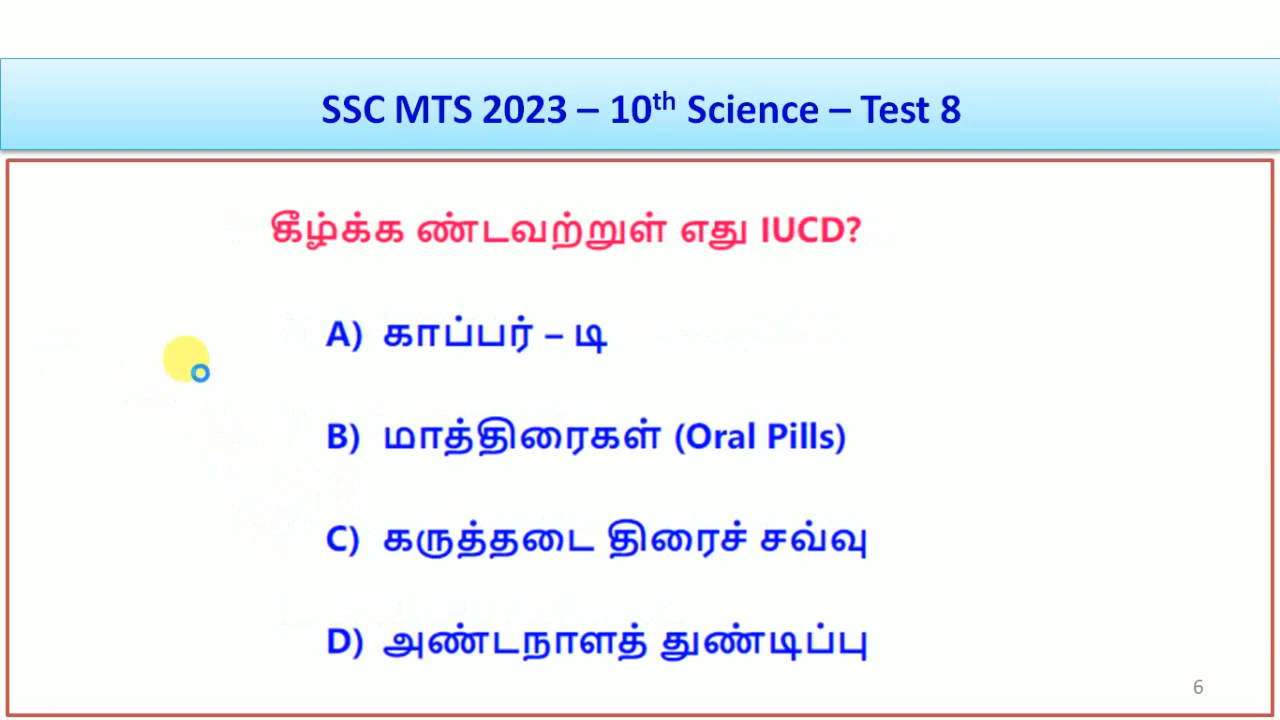 SSC MTS 2023 – 10th Science – Test 8
கீழ்க்க ண்டவற்றுள் எது IUCD?
A) காப்பர் – டி
B) மாத்திரைகள் (Oral Pills)
C) கருத்தடை திரைச் சவ்வு
D) அண்டநாளத் துண்டிப்பு
6